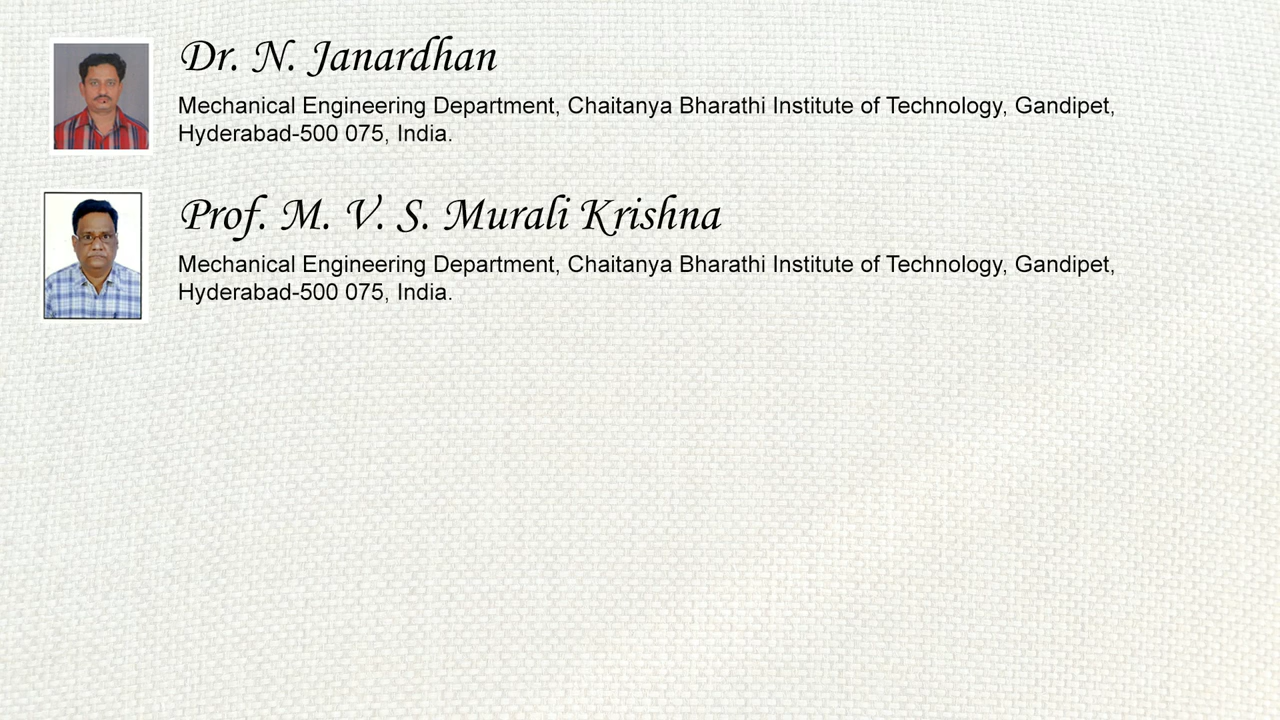 Dr. N. Janardhan
Mechanical Engineering Department, Chaitanya Bharathi Institute of Technology, Gandipet,
Hyderabad-500 075, India.
Prof. M. V. S. Murali Krishna
Mechanical Engineering Department, Chaitanya Bharathi Institute of Technology, Gandipet,
Hyderabad-500 075, India.